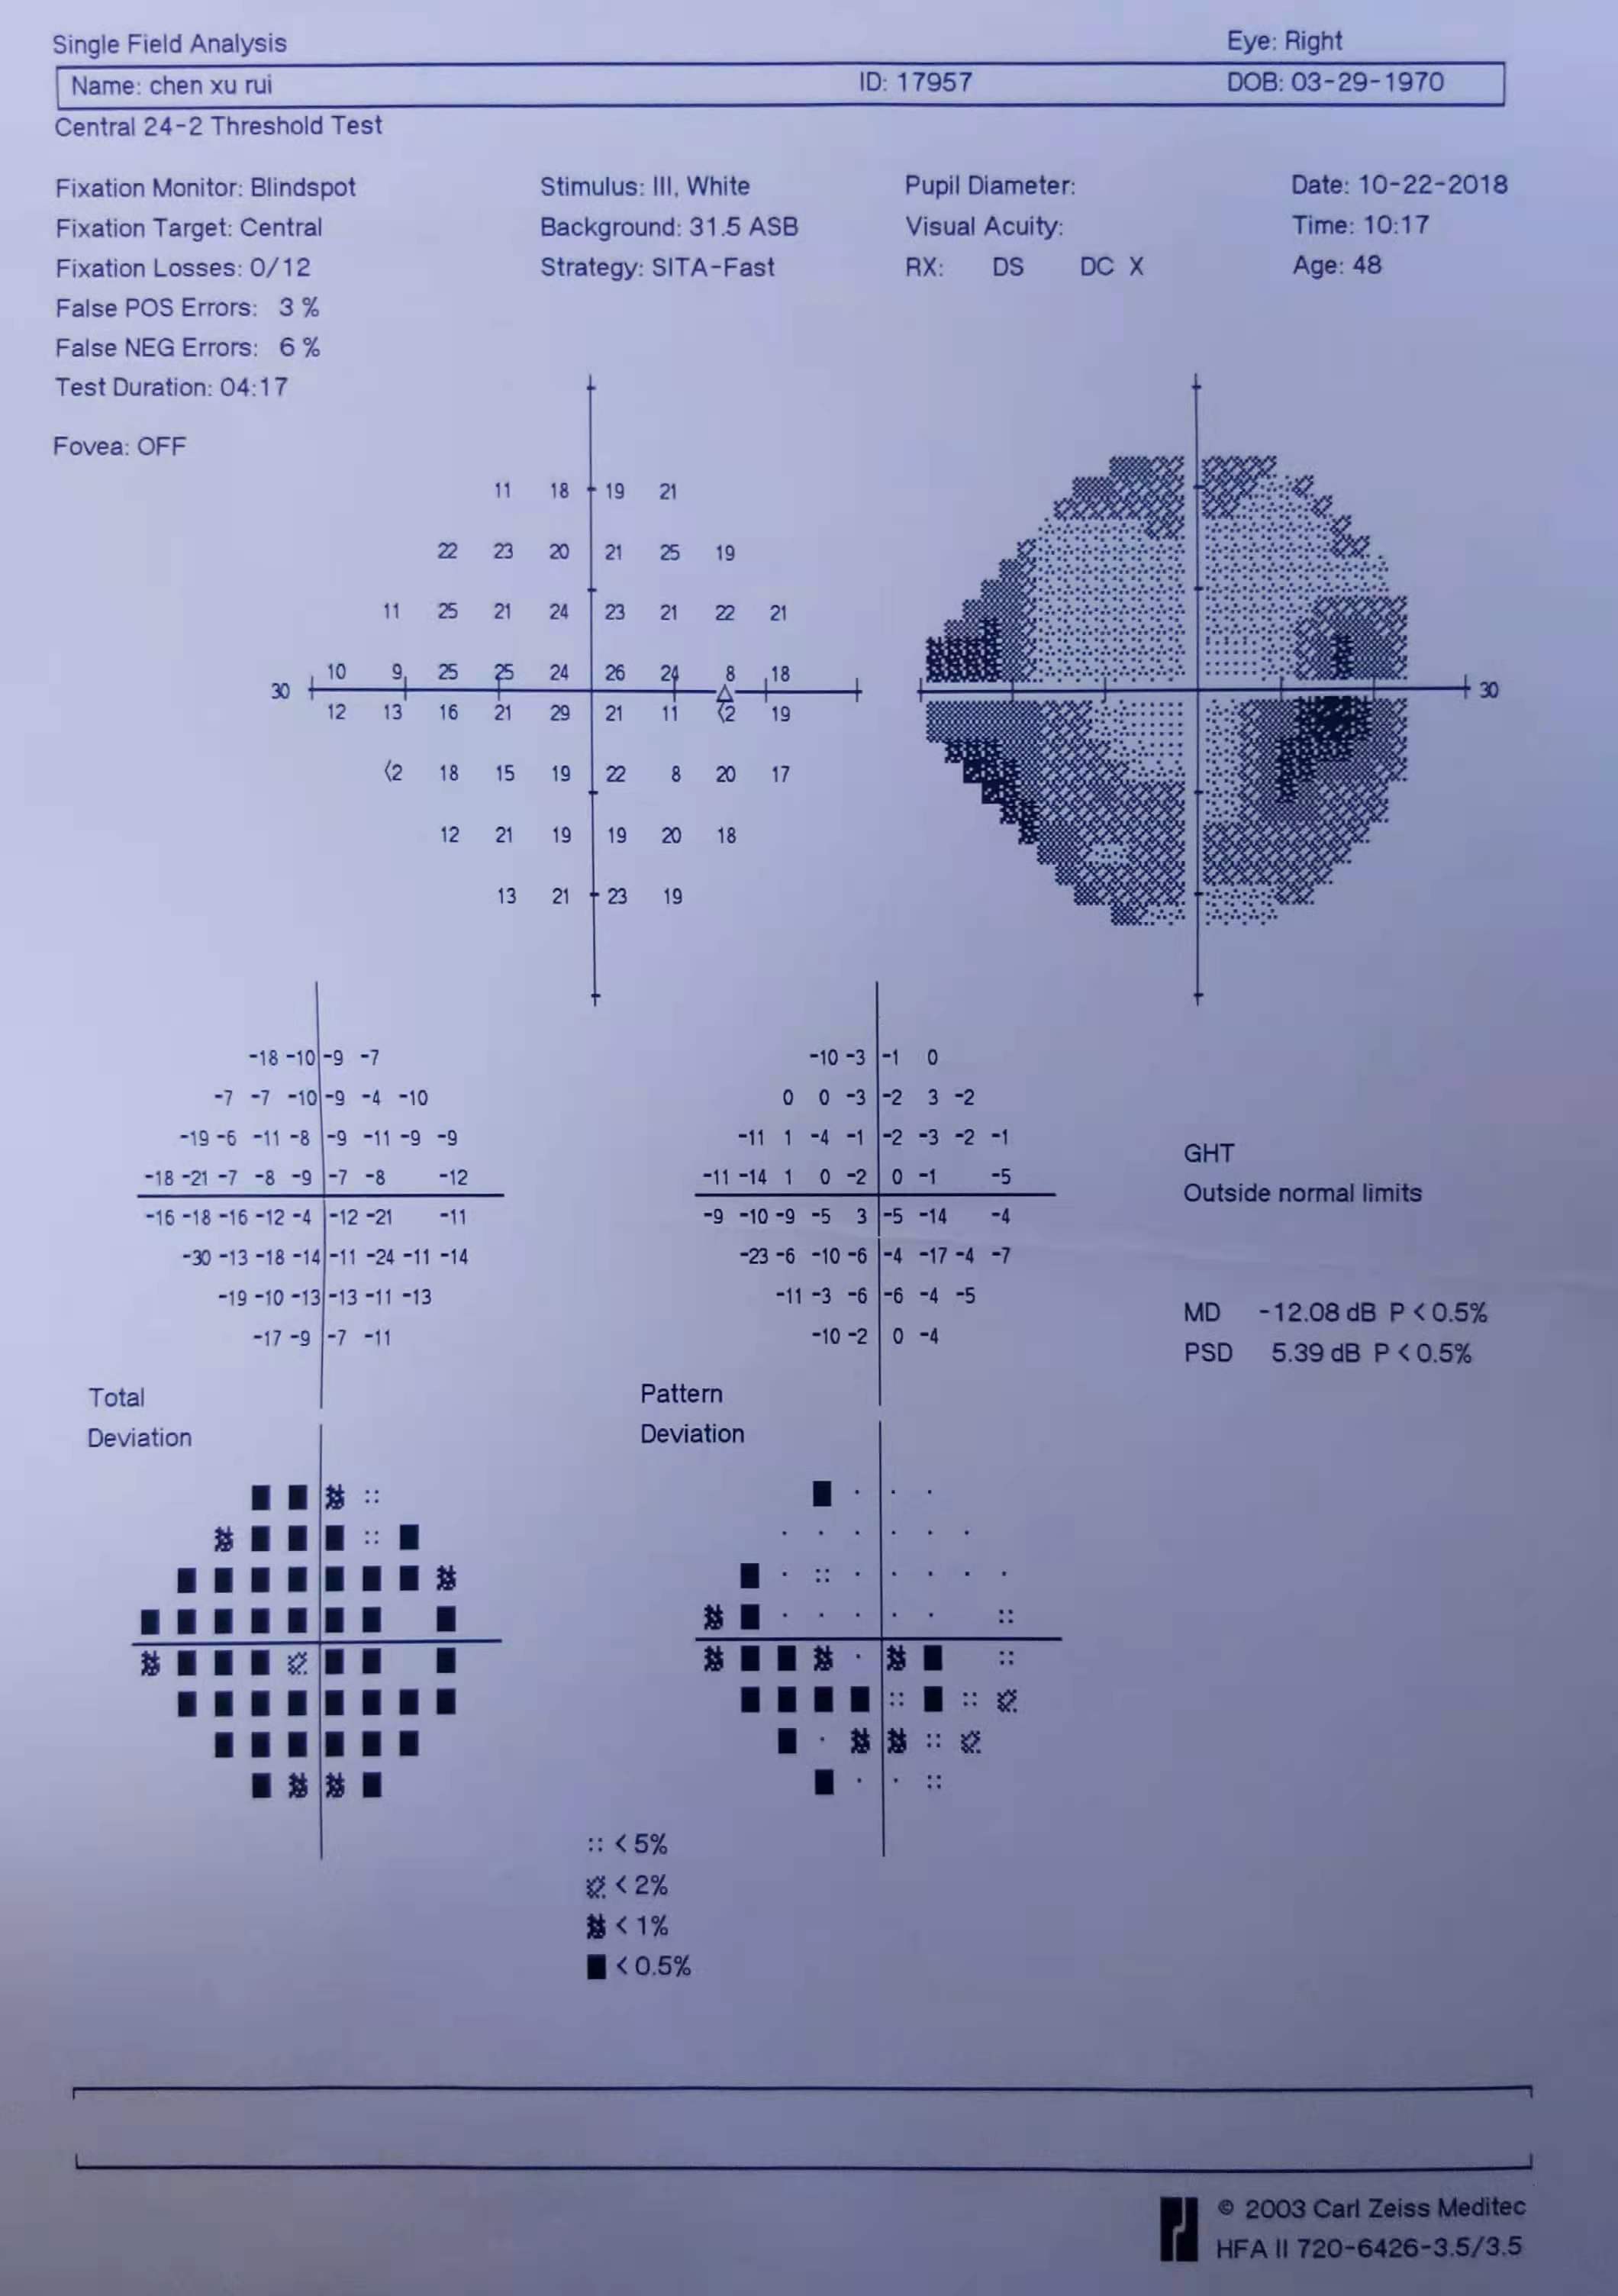 Single Field Analysis Eye: Right
Name: chen xu rui ID: 17957 DOB: 03-29-1970
Central 24-2 Threshold Test
Fixation Monitor: Blindspot Stimulus: III, White Pupil Diameter: Date: 10-22-2018
Fixation Target: Central Background: 31.5 ASB Visual Acuity: Time: 10:17
Fixation Losses: 0/12 Strategy: SITA-Fast RX: DS DC X Age: 48
False POS Errors: 3 %
False NEG Errors: 6 %
Test Duration: 04:17
Fovea: OFF
11 18 19 21
22 23 20 21 25 19
11 25 21 24 23 21 22 21
10 9 25 25 24 26 24 8 18
30 30
12 13 16 21 29 21 11 <2 19
<2 18 15 19 22 8 20 17
12 21 19 19 20 18
13 21 23 19
-18 -10 -9 -7 -10 -3 -1 0
-7 -7 -10 -9 -4 -10 0 0 -3 -2 3 -2
-19 -6 -11 -8 -9 -11 -9 -9 -11 1 -4 -1 -2 -3 -2 -1
GHT
-18 -21 -7 -8 -9 -7 -8 -12 -11 -14 1 0 -2 0 -1 -5
Outside normal limits
-16 -18 -16 -12 -4 -12 -21 -11 -9 -10 -9 -5 3 -5 -14 -4
-30 -13 -18 -14 -11 -24 -11 -14 -23 -6 -10 -6 -4 -17 -4 -7
-19 -10 -13 -13 -11 -13 -11 -3 -6 -6 -4 -5
MD -12.08 dB P < 0.5%
-17 -9 -7 -11 -10 -2 0 -4
PSD 5.39 dB P < 0.5%
Total Pattern
Deviation Deviation
< 5%
< 2%
< 1%
< 0.5%
© 2003 Carl Zeiss Meditec
HFA II 720-6426-3.5/3.5